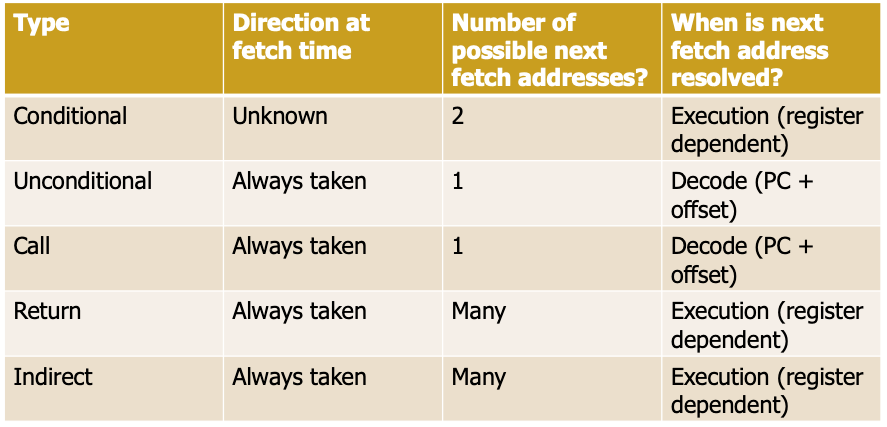 Type
Direction at
fetch time
Number of
possible next
fetch addresses?
When is next
fetch address
resolved?
Conditional
Unknown
2
Execution (register
dependent)
Unconditional
Always taken
1
Decode (PC +
offset)
Call
Always taken
1
Decode (PC +
offset)
Return
Always taken
Many
Execution (register
dependent)
Indirect
Always taken
Many
Execution (register
dependent)